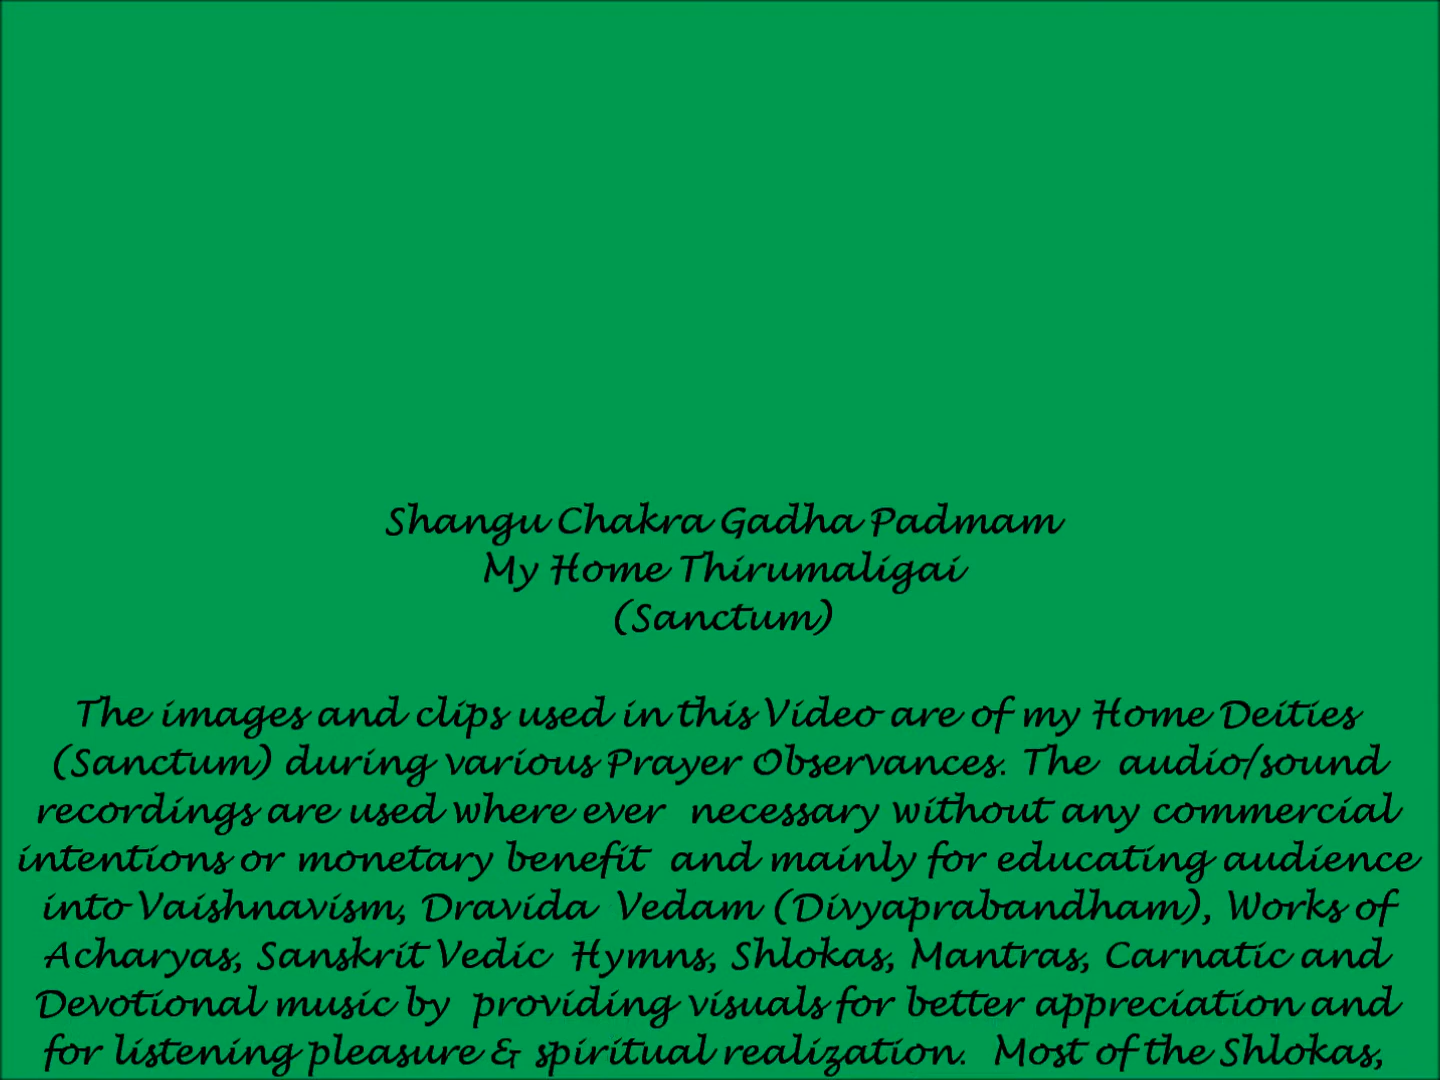 Shangu Chakra Gadha Padmam
My Home Thirumaligai
(Sanctum)
The images and clips used in this Video are of my Home Deities
(Sanctum) during various Prayer Observances. The audio/sound
recordings are used where ever necessary without any commercial
intentions or monetary benefit and mainly for educating audience
into Vaishnavism, Dravida Vedam (Divyaprabandham), Works of
Acharyas, Sanskrit Vedic Hymns, Shlokas, Mantras, Carnatic and
Devotional music by providing visuals for better appreciation and
for listening pleasure & spiritual realization. Most of the Shlokas,